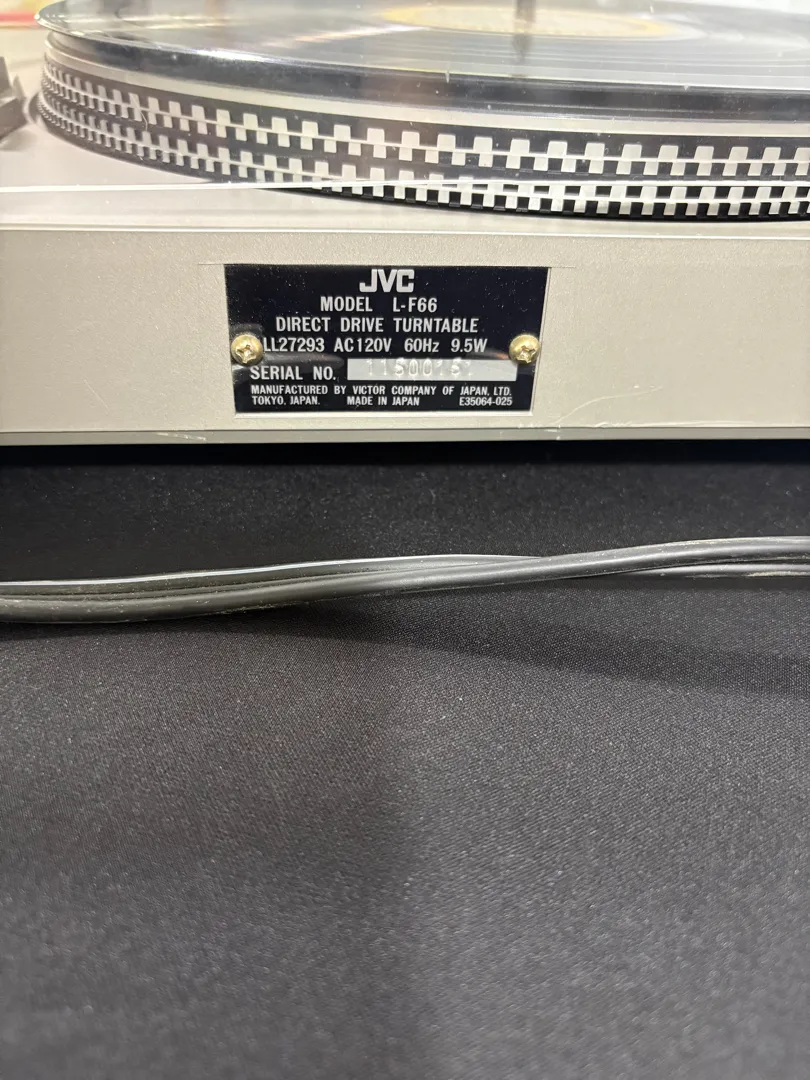 JVC
MODEL L-F66
DIRECT DRIVE TURNTABLE
LL27293 AC120V 60Hz 9.5W
SERIAL NO.
MANUFACTURED BY VICTOR COMPANY OF JAPAN, LTD.
TOKYO. JAPAN. MADE IN JAPAN E35064-025